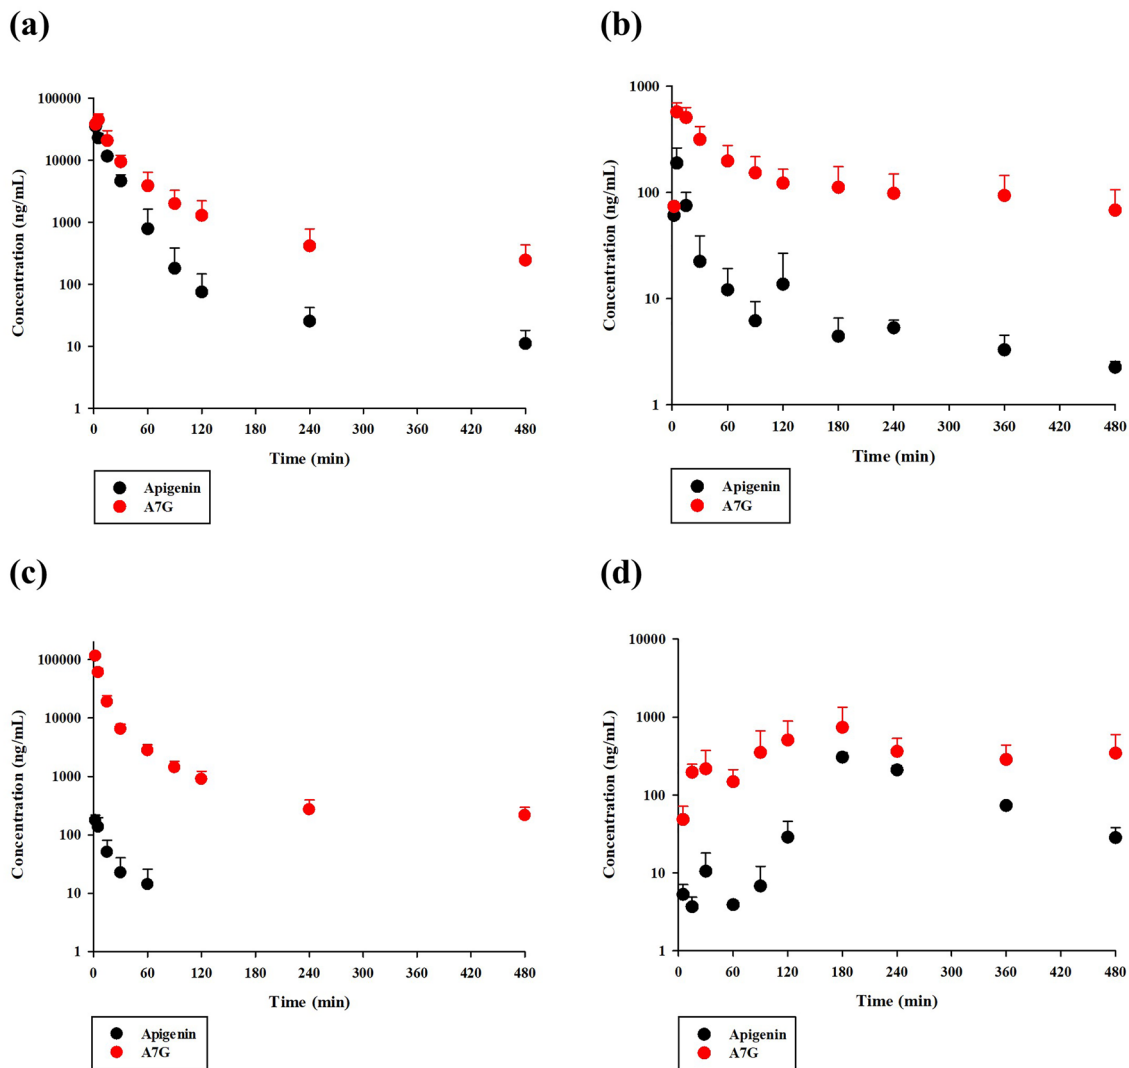 (a)
100000
10000
1000
100
10
1
Concentration (ng/mL)
0 60 120 180 240 300 360 420 480
Time (min)
Apigenin
A7G
(b)
1000
100
10
1
Concentration (ng/mL)
0 60 120 180 240 300 360 420 480
Time (min)
Apigenin
A7G
(c)
100000
10000
1000
100
10
1
Concentration (ng/mL)
0 60 120 180 240 300 360 420 480
Time (min)
Apigenin
A7G
(d)
10000
1000
100
10
1
Concentration (ng/mL)
0 60 120 180 240 300 360 420 480
Time (min)
Apigenin
A7G